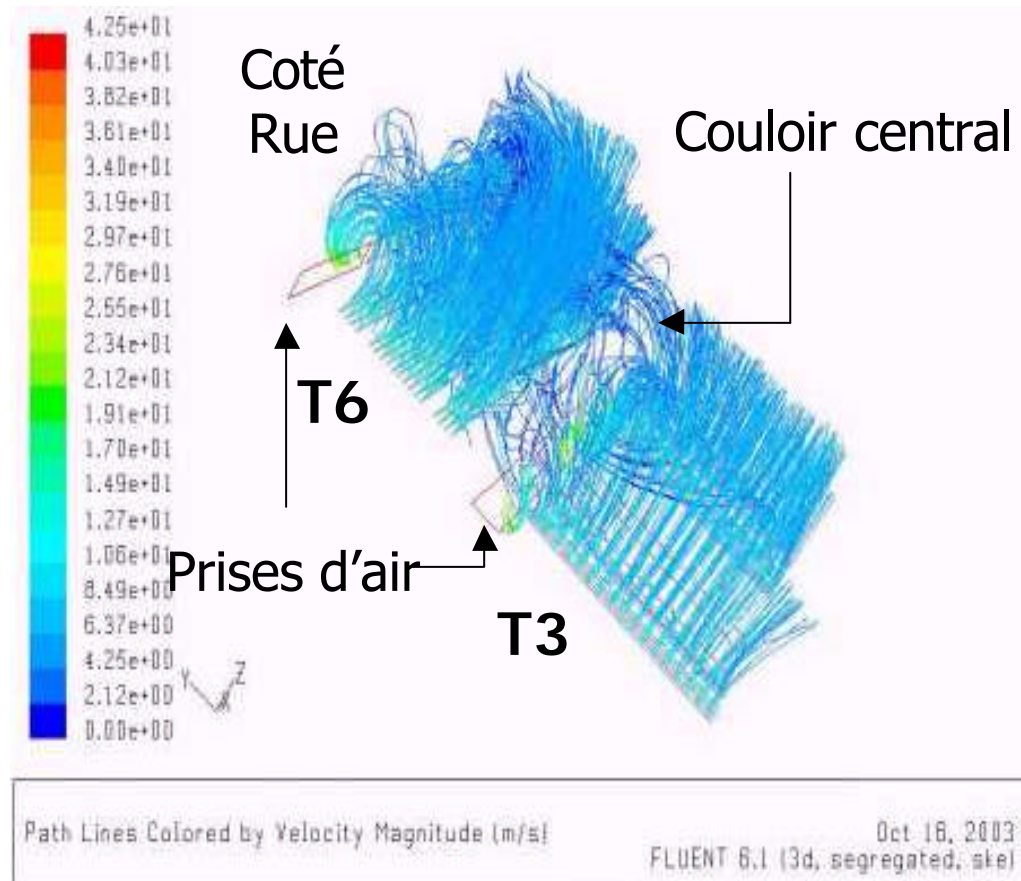 4.25e+01
4.03e+01
3.82e+01
3.61e+01
3.40e+01
3.19e+01
2.97e+01
2.76e+01
2.55e+01
2.34e+01
2.12e+01
1.91e+01
1.70e+01
1.49e+01
1.27e+01
1.06e+01
8.49e+00
6.37e+00
4.25e+00
2.12e+00
0.00e+00
Coté
Rue
Couloir central
T6
Prises d’air
T3
Y
Z
Path Lines Colored by Velocity Magnitude (m/s)
Oct 16, 2003
FLUENT 6.1 (3d, segregated, ske)